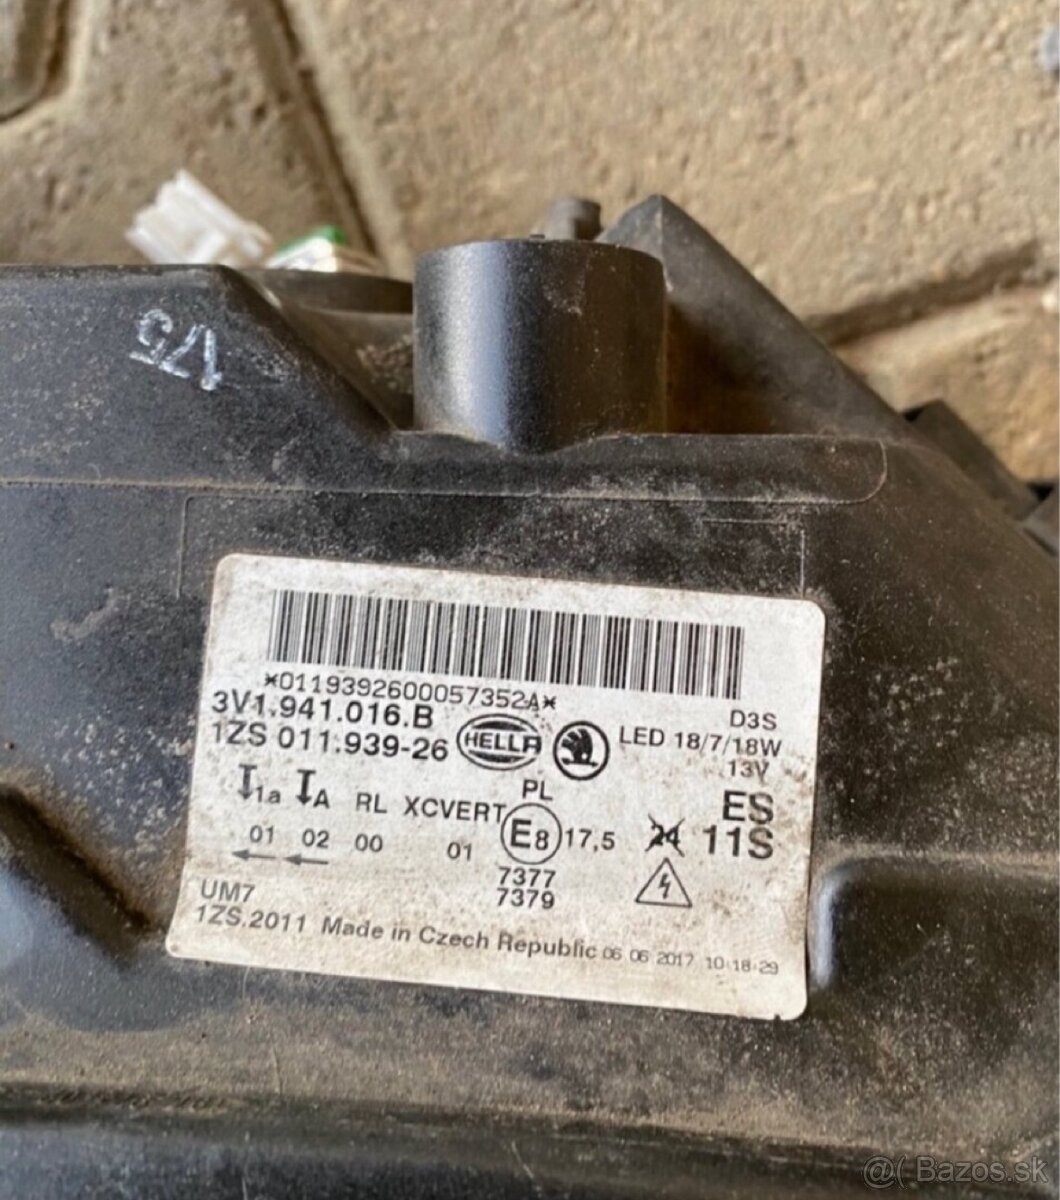 175
*0119392600057352A*
3V1.941.016.B
1ZS 011.939-26
HELLA
D3S
LED 18/7/18W
13V
1a A RL XCVERT PL ES
01 02 00 01 E8 17,5 24 11S
7377
7379
UM7
1ZS.2011 Made in Czech Republic 06 06 2017 10:18:29
@( Bazos.sk